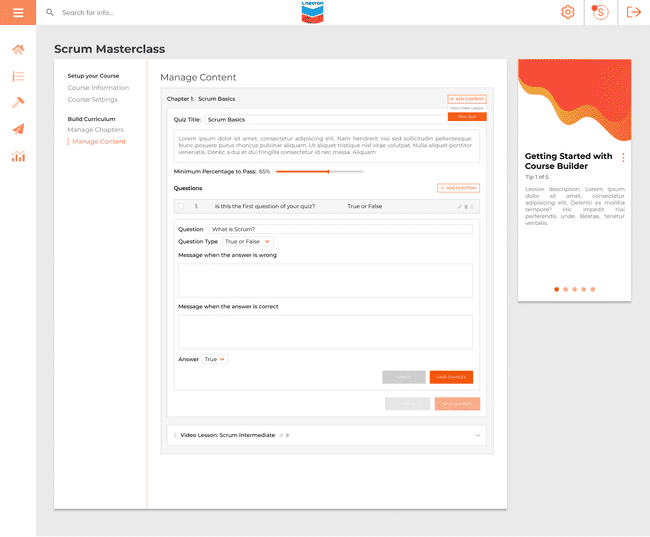 Search for info...
Chevron
S
Scrum Masterclass
Setup your Course
Course Information
Course Settings
Build Curriculum
Manage Chapters
Manage Content
Manage Content
Chapter 1: Scrum Basics
+ ADD CONTENT
New Video Lesson
New Quiz
Quiz Title: Scrum Basics
Lorem ipsum dolor sit amet, consectetur adipiscing elit. Nam hendrerit nisi sed sollicitudin pellentesque.
Nunc posuere purus rhoncus pulvinar aliquam. Ut aliquet tristique nisl vitae volutpat. Nulla aliquet porttitor
venenatis. Donec a dui et dui fringilla consectetur id nec massa. Aliquam
Minimum Percentage to Pass: 65%
Questions
+ ADD QUESTION
1. Is this the first question of your quiz? True or False
Question What is Scrum?
Question Type True or False
Message when the answer is wrong
Message when the answer is correct
Answer True
CANCEL
SAVE CHANGES
CANCEL
SAVE CHANGES
Video Lesson: Scrum Intermediate
Getting Started with
Course Builder
Tip 1 of 5
Lesson description. Lorem ipsum
dolor sit amet, consectetur
adipisicing elit. Deleniti ex mollitia
tempore? Hic impedit nisi
perferendis unde. Beatae, tenetur
veritatis.